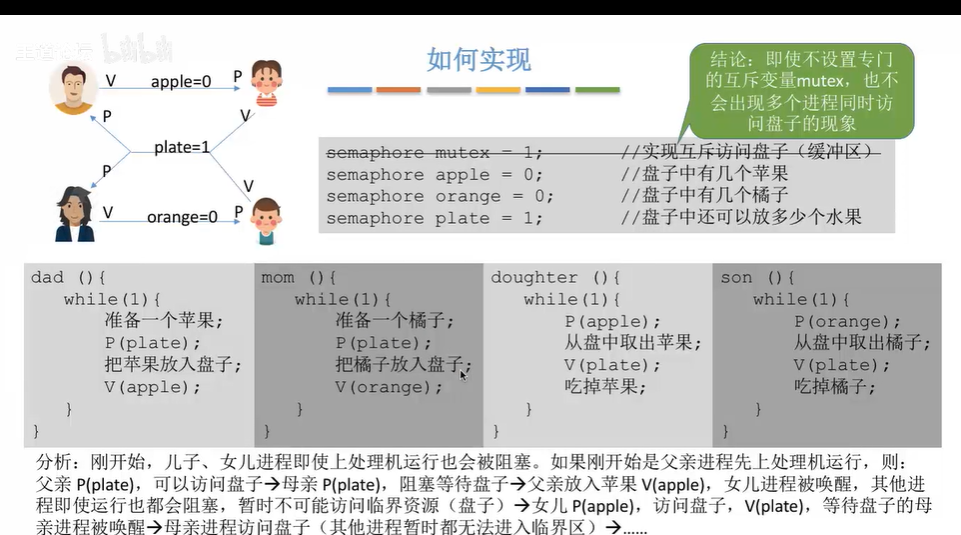 如何实现
结论：即使不设置专门
的互斥变量mutex，也不
会出现多个进程同时访
问盘子的现象
V apple=0 P
P V
plate=1
P V
V orange=0 P
semaphore mutex = 1; //实现互斥访问盘子（缓冲区）
semaphore apple = 0; //盘子中有几个苹果
semaphore orange = 0; //盘子中有几个橘子
semaphore plate = 1; //盘子中还可以放多少个水果
dad (){
while(1){
准备一个苹果;
P(plate);
把苹果放入盘子;
V(apple);
}
}
mom (){
while(1){
准备一个橘子;
P(plate);
把橘子放入盘子;
V(orange);
}
}
doughter (){
while(1){
P(apple);
从盘中取出苹果;
V(plate);
吃掉苹果;
}
}
son (){
while(1){
P(orange);
从盘中取出橘子;
V(plate);
吃掉橘子;
}
}
分析：刚开始，儿子、女儿进程即使上处理机运行也会被阻塞。如果刚开始是父亲进程先上处理机运行，则：
父亲 P(plate)，可以访问盘子→母亲 P(plate)，阻塞等待盘子→父亲放入苹果 V(apple)，女儿进程被唤醒，其他进
程即使运行也都会阻塞，暂时不可能访问临界资源（盘子）→女儿 P(apple)，访问盘子，V(plate)，等待盘子的母
亲进程被唤醒→母亲进程访问盘子（其他进程暂时都无法进入临界区）→……